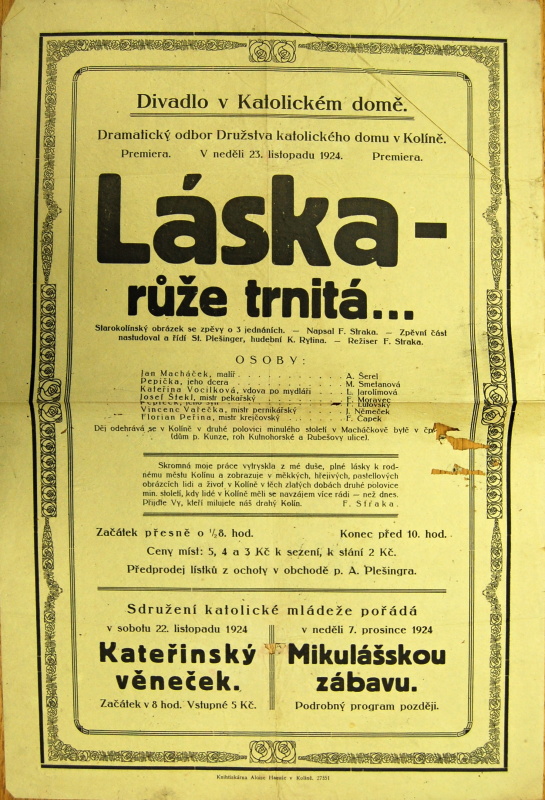 Divadlo v Katolickém domě.
Dramatický odbor Družstva katolického domu v Kolíně.
Premiera. V neděli 23. listopadu 1924. Premiera.
Láska-
růže trnitá...
Starokolínský obrázek se zpěvy o 3 jednáních. — Napsal F. Straka. — Zpěvní část
nastudoval a řídí St. Plešinger, hudební K. Rytina. — Režiser F. Straka.
OSOBY:
Jan Macháček, malíř . . . . . . . . . . . A. Šerel
Pepička, jeho dcera . . . . . . . . . . . M. Smetanová
Kateřina Vocílková, vdova po mydláři . . . L. Jarolímová
Josef Štekl, mistr pekařský . . . . . . . F. Moravec
jeho syn
Vincenc Vařečka, mistr perníkářský . . . . J. Němeček
Florian Peřina, mistr krejčovský . . . . . F. Čapek
Děj odehrává se v Kolíně v druhé polovici minulého století v Macháčkově bytě v
(dům p. Kunze, roh Kutnohorské a Rubešovy ulice).
Skromná moje práce vytryskla z mé duše, plné lásky k rod-
nému městu Kolínu a zobrazuje v měkkých, hřejivých, pastellových
obrázcích lidi a život v Kolíně v těch zlatých dobách druhé polovice
min. století, kdy lidé v Kolíně měli se navzájem více rádi — než dnes.
Přijďte Vy, kteří milujete náš drahý Kolín. F. Straka.
Začátek přesně o ½8. hod. Konec před 10. hod.
Ceny míst: 5, 4 a 3 Kč k sezení, k stání 2 Kč.
Předprodej lístků z ochoty v obchodě p. A. Plešingra.
Sdružení katolické mládeže pořádá
v sobotu 22. listopadu 1924
Kateřinský
věneček.
Začátek v 8 hod. Vstupné 5 Kč.
v neděli 7. prosince 1924
Mikulášskou
zábavu.
Podrobný program později.
Knihtiskárna Aloise v Kolíně. 27351